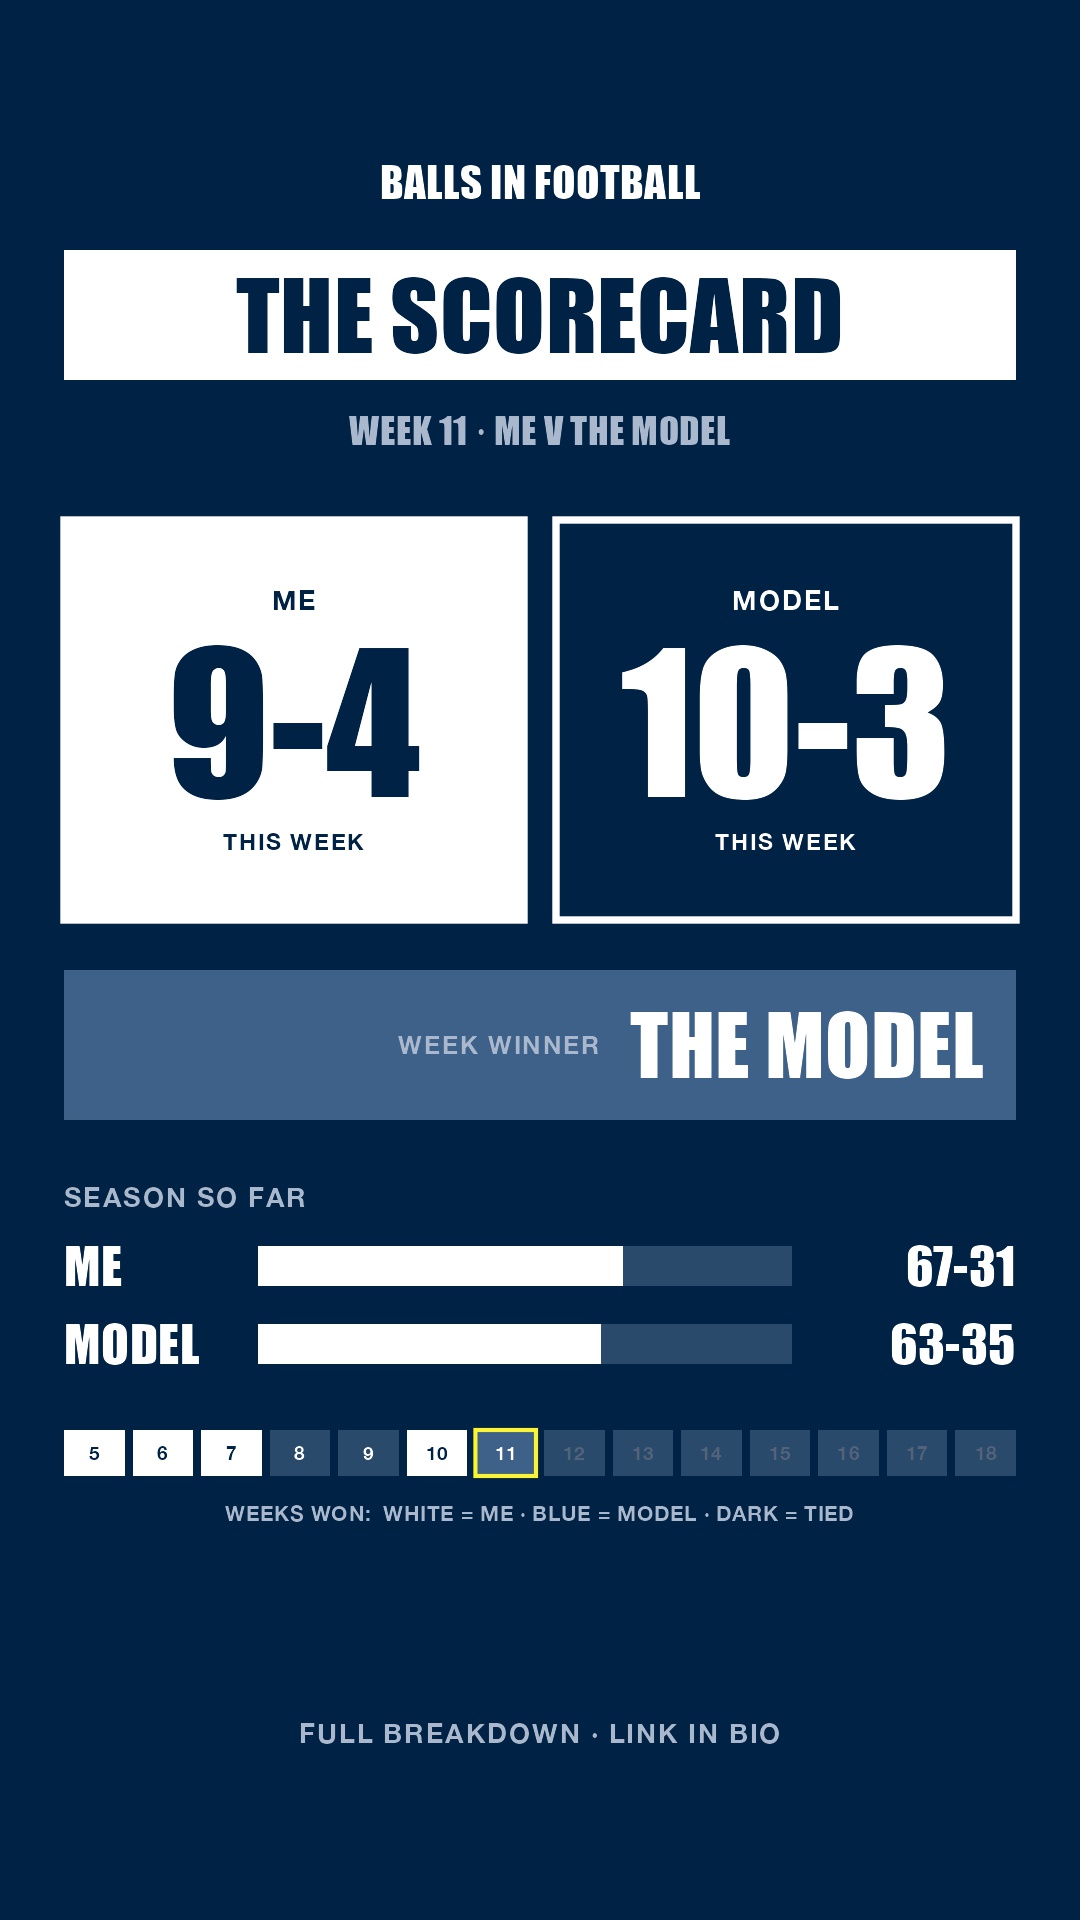 BALLS IN FOOTBALL
THE SCORECARD
WEEK 11 · ME V THE MODEL
ME
9-4
THIS WEEK
MODEL
10-3
THIS WEEK
WEEK WINNER THE MODEL
SEASON SO FAR
ME 67-31
MODEL 63-35
5 6 7 8 9 10 11 12 13 14 15 16 17 18
WEEKS WON: WHITE = ME · BLUE = MODEL · DARK = TIED
FULL BREAKDOWN · LINK IN BIO